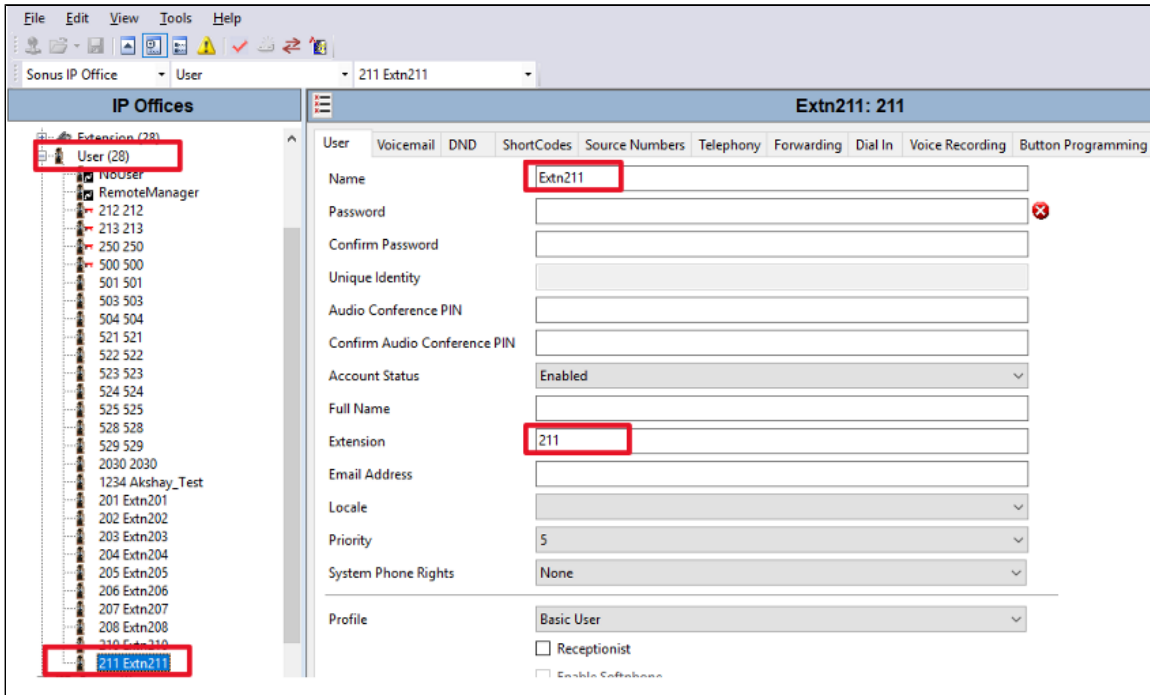 File Edit View Tools Help
Sonus IP Office User 211 Extn211
IP Offices
Extn211: 211
Extension (28)
User (28)
NoUser
RemoteManager
212 212
213 213
250 250
500 500
501 501
503 503
504 504
521 521
522 522
523 523
524 524
525 525
528 528
529 529
2030 2030
1234 Akshay_Test
201 Extn201
202 Extn202
203 Extn203
204 Extn204
205 Extn205
206 Extn206
207 Extn207
208 Extn208
210 Extn210
211 Extn211
User Voicemail DND ShortCodes Source Numbers Telephony Forwarding Dial In Voice Recording Button Programming
Name Extn211
Password
Confirm Password
Unique Identity
Audio Conference PIN
Confirm Audio Conference PIN
Account Status Enabled
Full Name
Extension 211
Email Address
Locale
Priority 5
System Phone Rights None
Profile Basic User
Receptionist
Enable Softphone